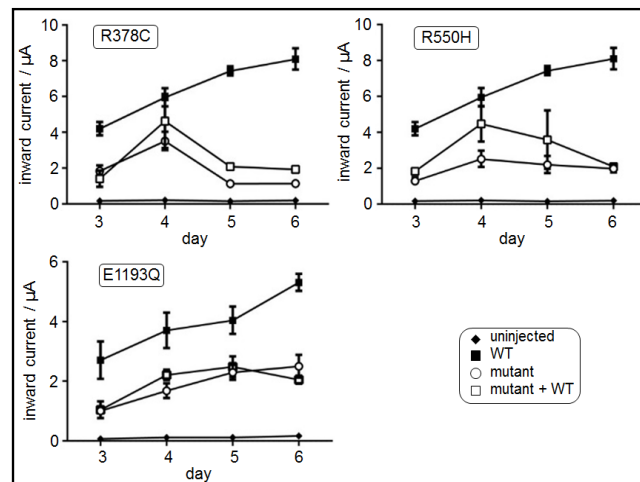 R378C
inward current / µA
10
8
6
4
2
0
3 4 5 6
day
R550H
inward current / µA
10
8
6
4
2
0
3 4 5 6
day
E1193Q
inward current / µA
6
4
2
0
3 4 5 6
day
uninjected
WT
mutant
mutant + WT